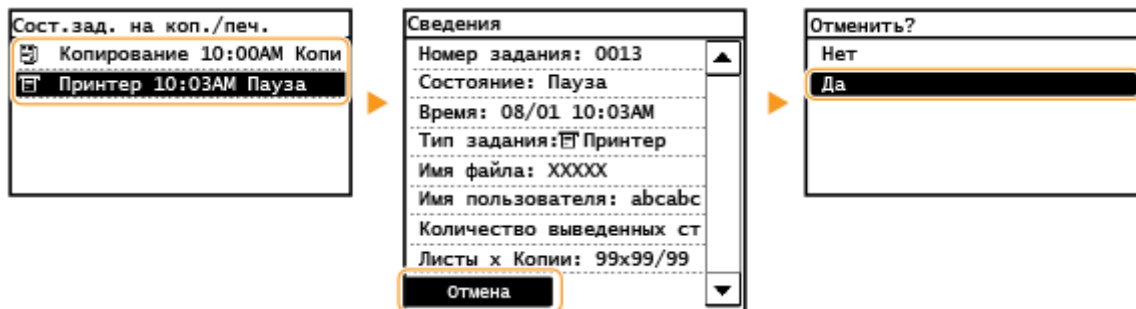 Сост.зад. на коп./печ.
Копирование 10:00AM Копи
Принтер 10:03AM Пауза
Сведения
Номер задания: 0013
Состояние: Пауза
Время: 08/01 10:03AM
Тип задания: Принтер
Имя файла: XXXXX
Имя пользователя: abcabc
Количество выведенных ст
Листы x Копии: 99x99/99
Отмена
Отменить?
Нет
Да